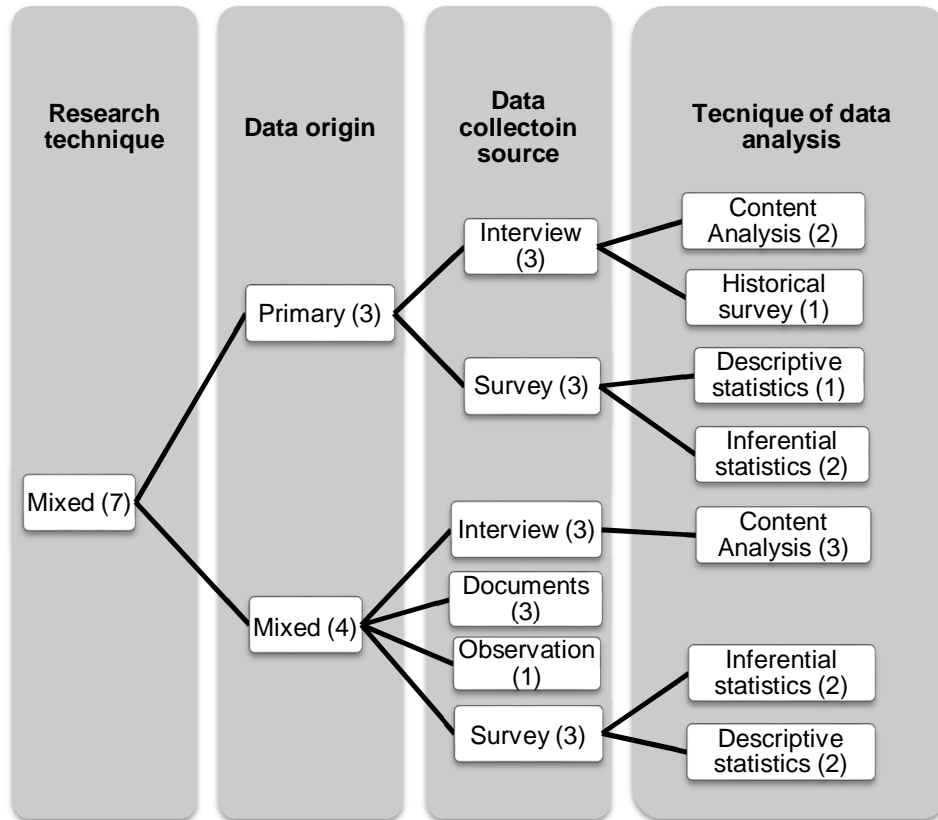 Research
technique
Data origin
Data
collectoin
source
Tecnique of data
analysis
Mixed (7)
Primary (3)
Mixed (4)
Interview
(3)
Survey (3)
Interview (3)
Documents
(3)
Observation
(1)
Survey (3)
Content
Analysis (2)
Historical
survey (1)
Descriptive
statistics (1)
Inferential
statistics (2)
Content
Analysis (3)
Inferential
statistics (2)
Descriptive
statistics (2)